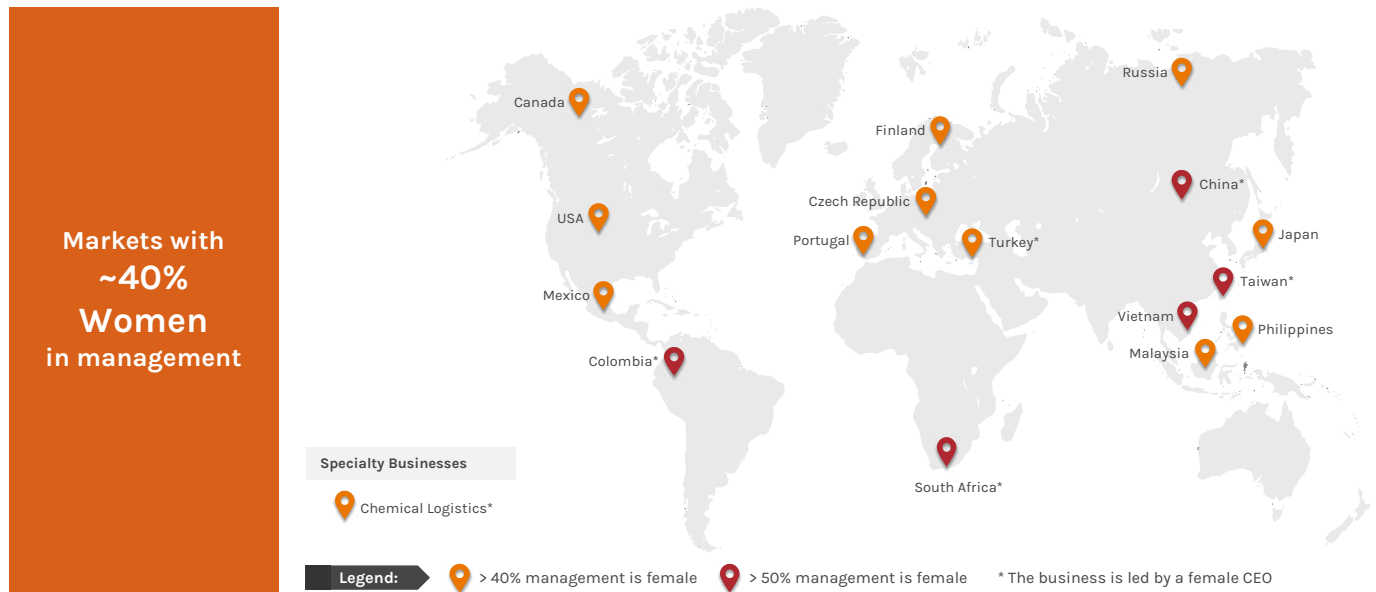 Markets with
~40%
Women
in management
Canada
USA
Mexico
Colombia*
Russia
Finland
Czech Republic
Portugal
Turkey*
China*
Japan
Taiwan*
Vietnam
Philippines
Malaysia
South Africa*
Specialty Businesses
Chemical Logistics*
Legend:
> 40% management is female
> 50% management is female
* The business is led by a female CEO